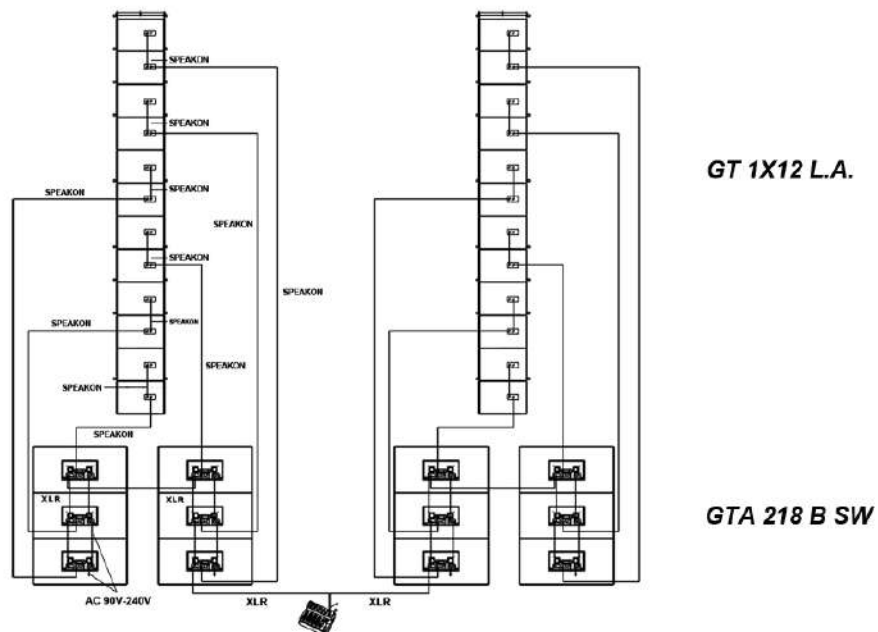 SPEAKON
SPEAKON
GT 1X12 L.A.
SPEAKON
SPEAKON
SPEAKON
SPEAKON
SPEAKON
SPEAKON
SPEAKON
SPEAKON
SPEAKON
SPEAKON
XLR
XLR
GTA 218 B SW
AC 90V-240V
XLR
XLR